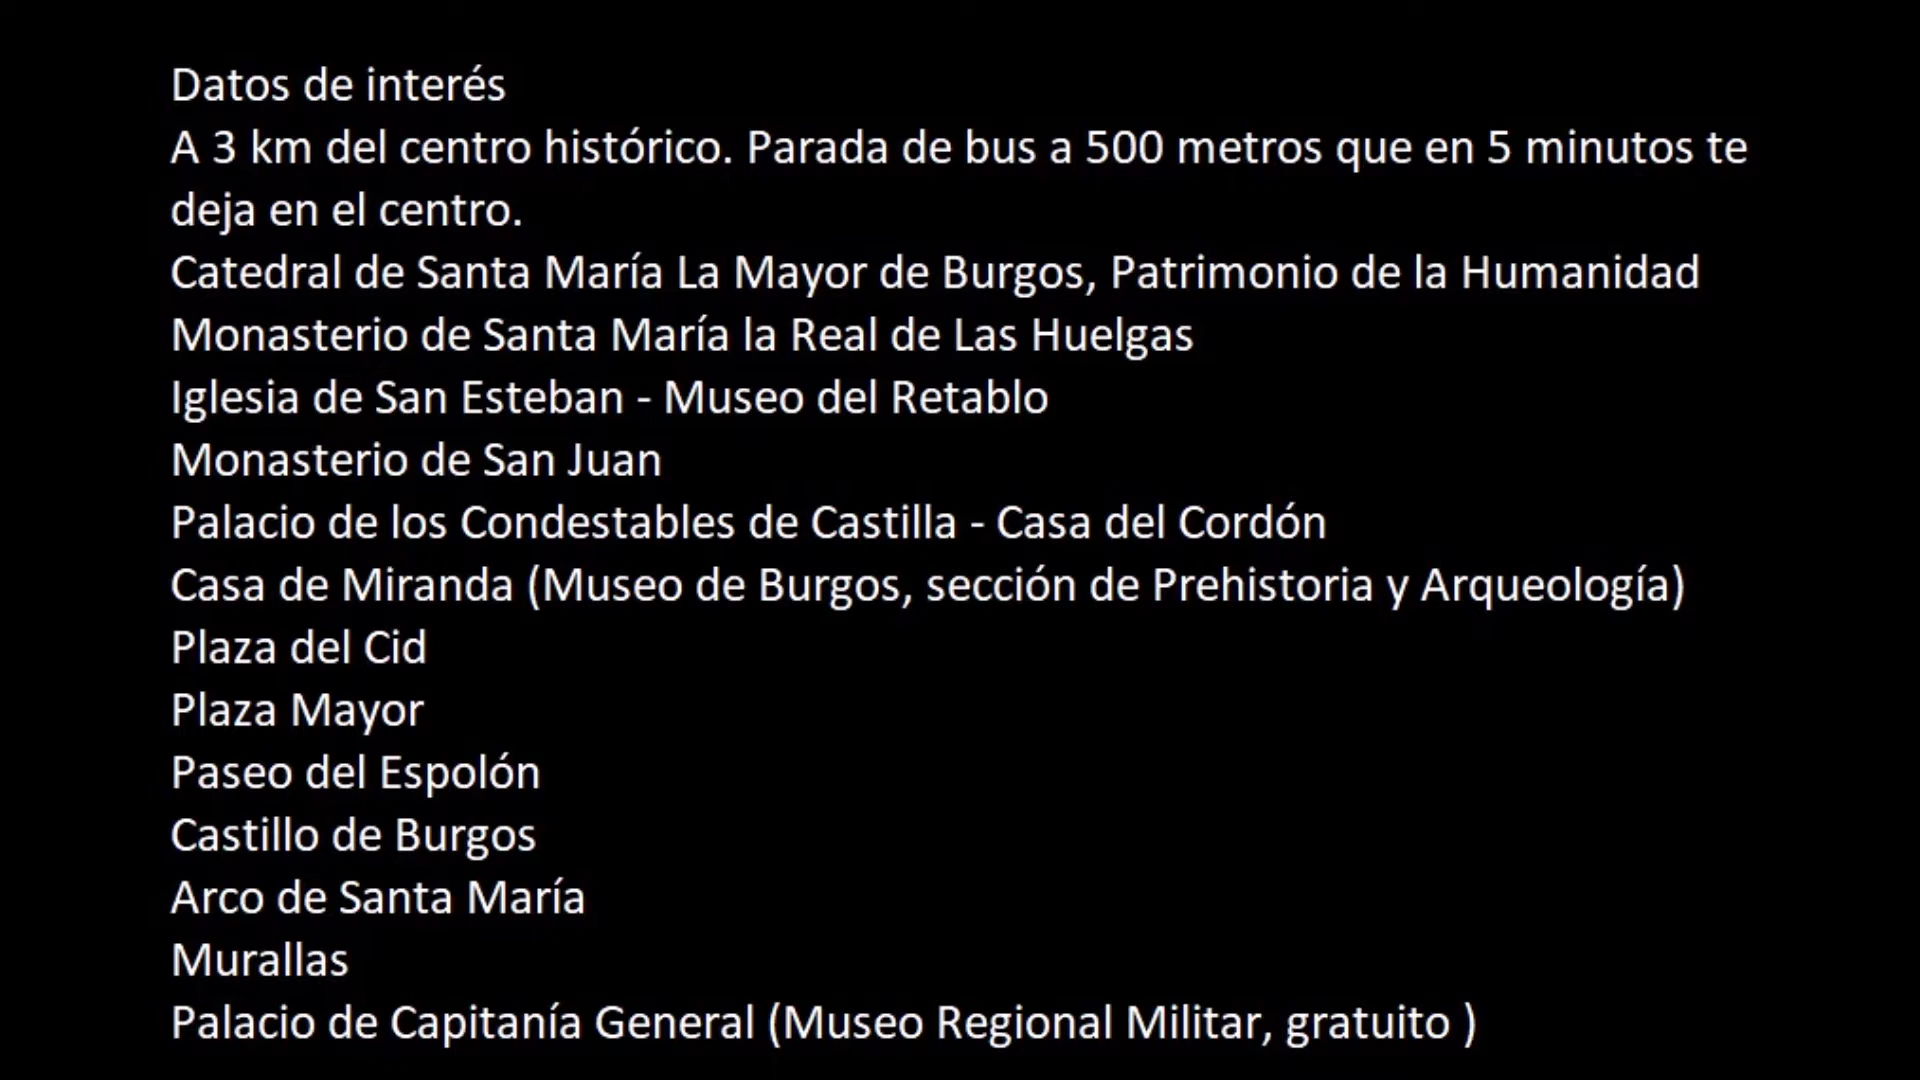 Datos de interés
A 3 km del centro histórico. Parada de bus a 500 metros que en 5 minutos te
deja en el centro.
Catedral de Santa María La Mayor de Burgos, Patrimonio de la Humanidad
Monasterio de Santa María la Real de Las Huelgas
Iglesia de San Esteban - Museo del Retablo
Monasterio de San Juan
Palacio de los Condestables de Castilla - Casa del Cordón
Casa de Miranda (Museo de Burgos, sección de Prehistoria y Arqueología)
Plaza del Cid
Plaza Mayor
Paseo del Espolón
Castillo de Burgos
Arco de Santa María
Murallas
Palacio de Capitanía General (Museo Regional Militar, gratuito )